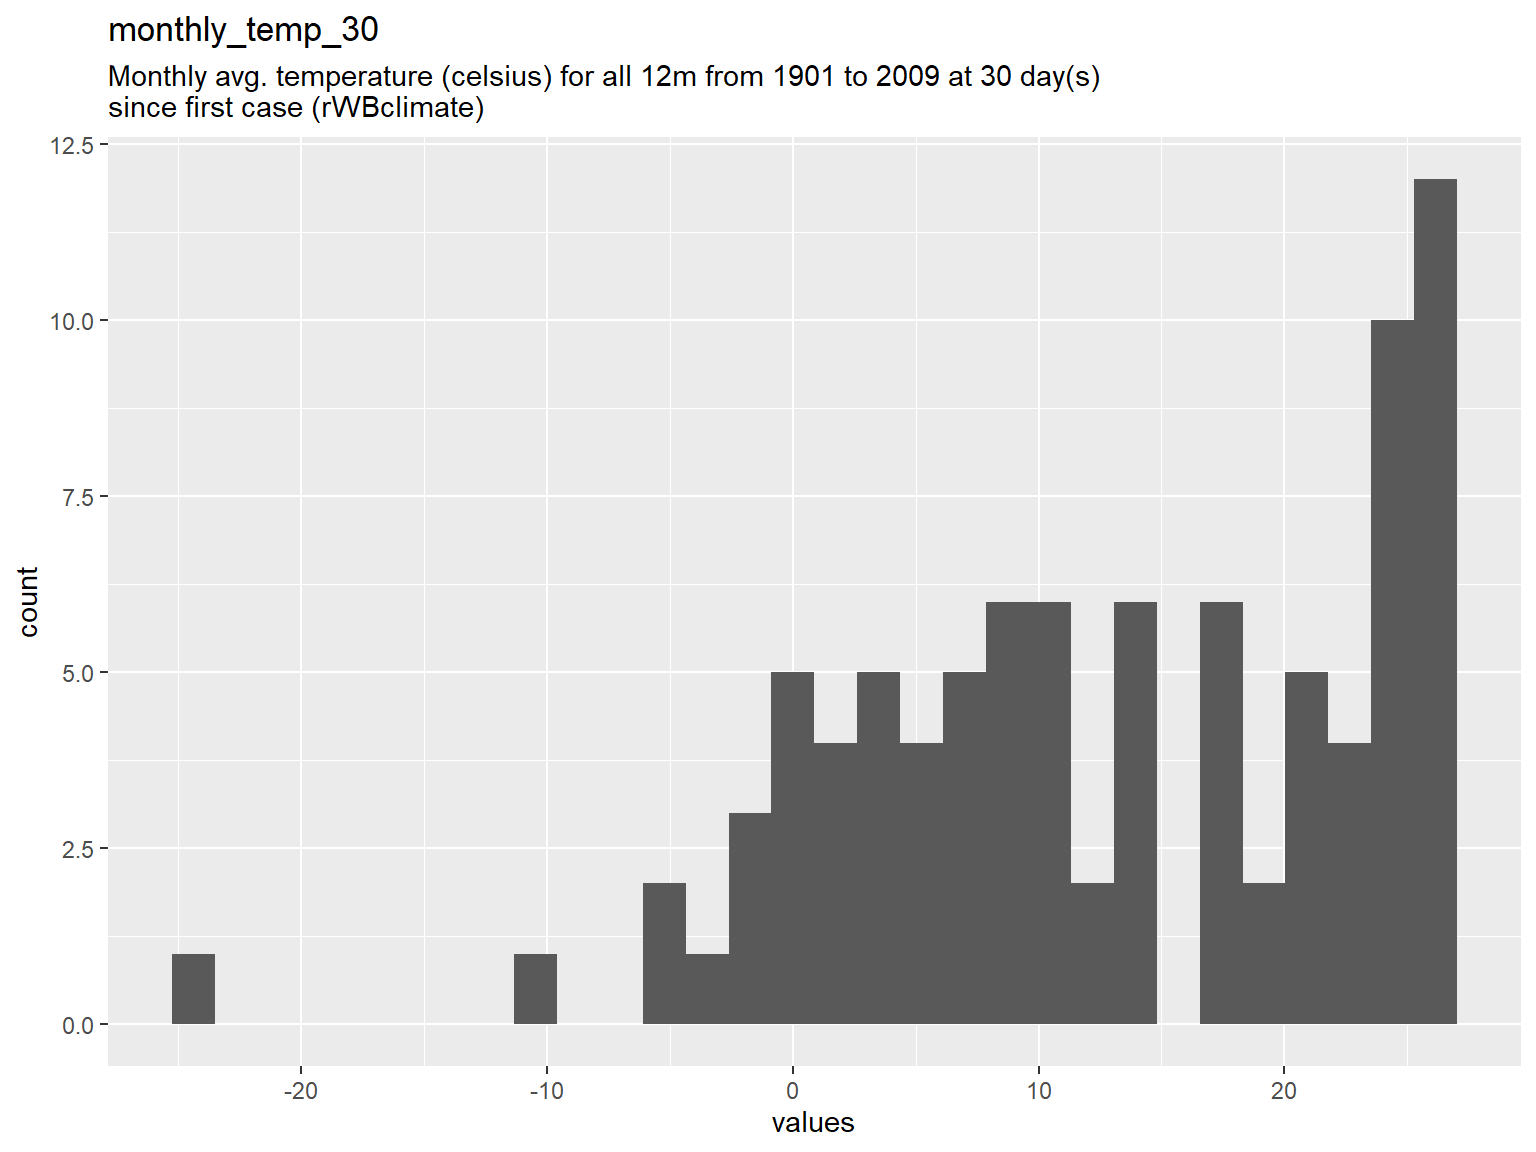 monthly_temp_30
Monthly avg. temperature (celsius) for all 12m from 1901 to 2009 at 30 day(s)
since first case (rWBclimate)
12.5
10.0
7.5
5.0
2.5
0.0
count
-20
-10
0
10
20
values